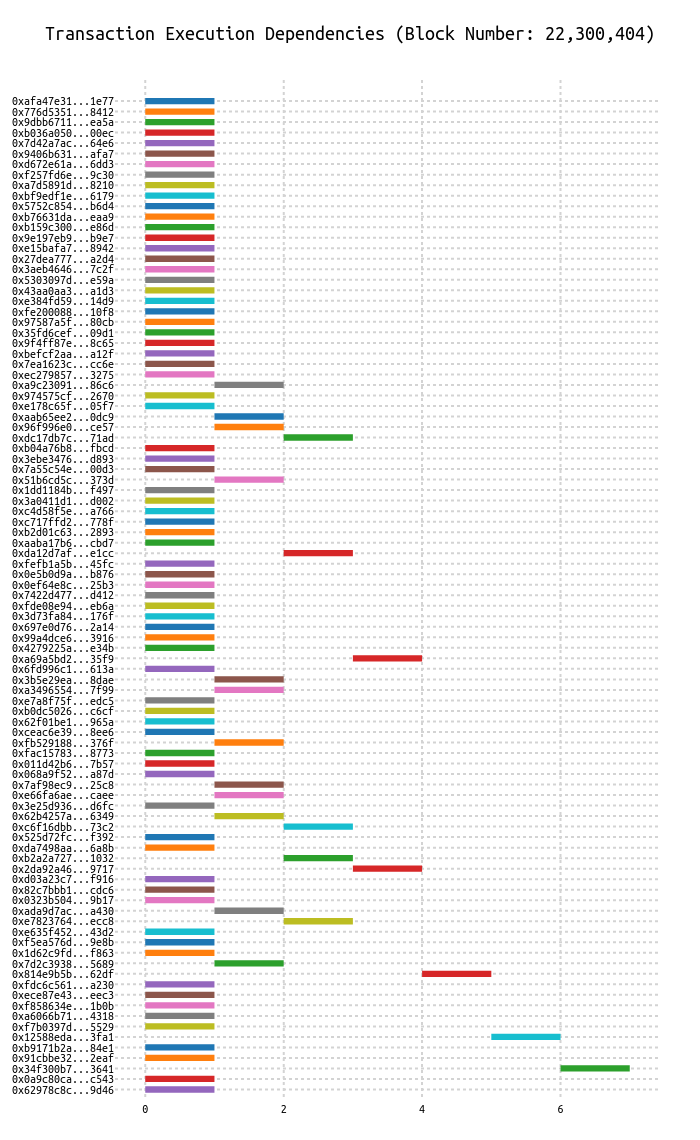 Transaction Execution Dependencies (Block Number: 22,300,404)
0xafa47e31...1e77
0x776d5351...8412
0x9dbb6711...ea5a
0xb036a050...00ec
0x7d42a7ac...64e6
0x9406b631...afa7
0xd672e61a...6dd3
0xf257fd6e...9c30
0xa7d5891d...8210
0xbf9edf1e...6179
0x5752c854...b6d4
0xb76631da...eaa9
0xb159c300...e86d
0x9e197eb9...b9e7
0xe15bafa7...8942
0x27dea777...a2d4
0x3aeb4646...7c2f
0x5303097d...e59a
0x43aa0aa3...a1d3
0xe384fd59...14d9
0xfe200088...10f8
0x97587a5f...80cb
0x35fd6cef...09d1
0x9f4ff87e...8c65
0xbefcf2aa...a12f
0x7ea1623c...cc6e
0xec279857...3275
0xa9c23091...86c6
0x974575cf...2670
0xe178c65f...05f7
0xaab65ee2...0dc9
0x96f996e0...ce57
0xdc17db7c...71ad
0xb04a76b8...fbcd
0x3ebe3476...d893
0x7a55c54e...00d3
0x51b6cd5c...373d
0x1dd1184b...f497
0x3a0411d1...d002
0xc4d58f5e...a766
0xc717ffd2...778f
0xb2d01c63...2893
0xaaba17b6...cbd7
0xda12d7af...e1cc
0xfefb1a5b...45fc
0x0e5b0d9a...b876
0x0ef64e8c...25b3
0x7422d477...d412
0xfde08e94...eb6a
0x3d73fa84...176f
0x697e0d76...2a14
0x99a4dce6...3916
0x4279225a...e34b
0xa69a5bd2...35f9
0x6fd996c1...613a
0x3b5e29ea...8dae
0xa3496554...7f99
0xe7a8f75f...edc5
0xb0dc5026...c6cf
0x62f01be1...965a
0xceac6e39...8ee6
0xfb529188...376f
0xfac15783...8773
0x011d42b6...7b57
0x068a9f52...a87d
0x7af98ec9...25c8
0xe66fa6ae...caee
0x3e25d936...d6fc
0x62b4257a...6349
0xc6f16dbb...73c2
0x525d72fc...f392
0xda7498aa...6a8b
0xb2a2a727...1032
0x2da92a46...9717
0xd03a23c7...f916
0x82c7bbb1...cdc6
0x0323b504...9b17
0xada9d7ac...a430
0xe7823764...ecc8
0xe635f452...43d2
0xf5ea576d...9e8b
0x1d62c9fd...f863
0x7d2c3938...5689
0x814e9b5b...62df
0xfdc6c561...a230
0xece87e43...eec3
0xf858634e...1b0b
0xa6066b71...4318
0xf7b0397d...5529
0x12588eda...3fa1
0xb9171b2a...84e1
0x91cbbe32...2eaf
0x34f300b7...3641
0x0a9c80ca...c543
0x62978c8c...9d46
0 2 4 6